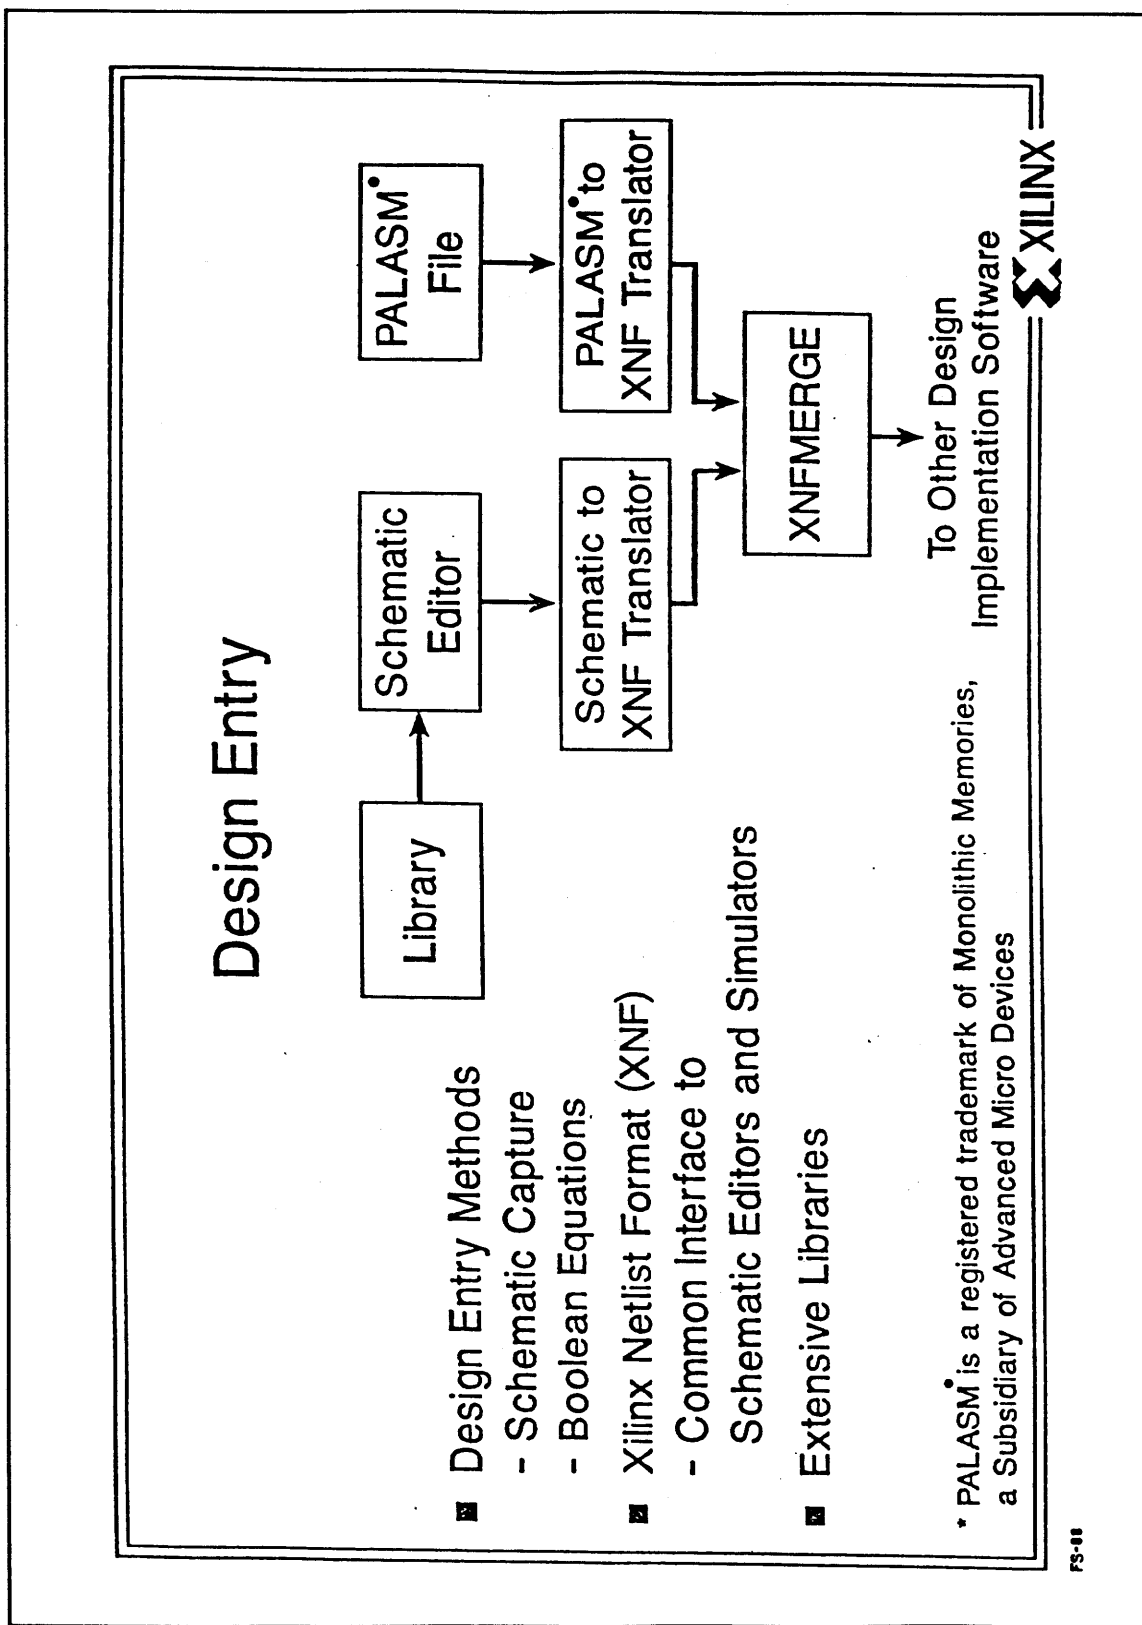 Design Entry
■ Design Entry Methods
- Schematic Capture
- Boolean Equations
■ Xilinx Netlist Format (XNF)
- Common Interface to
Schematic Editors and Simulators
■ Extensive Libraries
Library
Schematic
Editor
PALASM*
File
Schematic to
XNF Translator
PALASM* to
XNF Translator
XNFMERGE
To Other Design
Implementation Software
* PALASM* is a registered trademark of Monolithic Memories,
a Subsidiary of Advanced Micro Devices
XILINX
FS-88